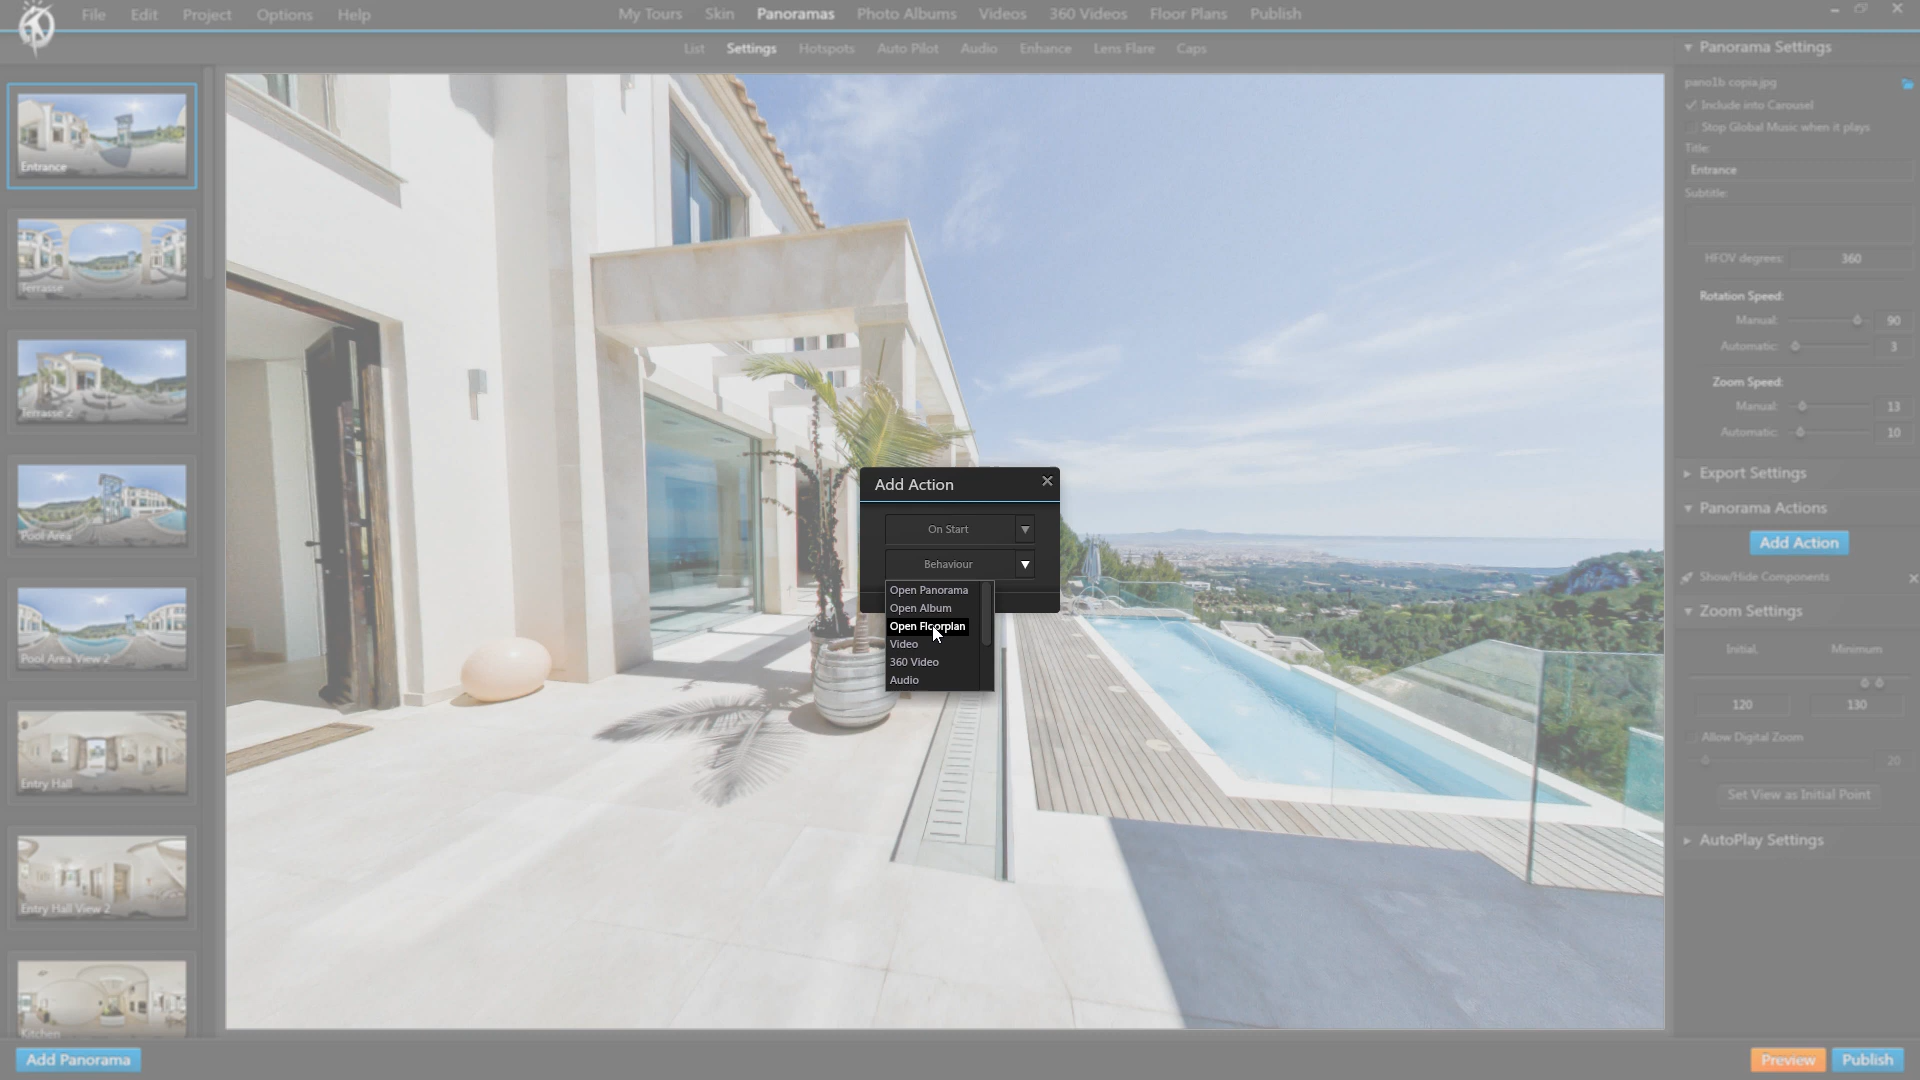 File Edit Project Options Help
My Tours Skin Panoramas Photo Albums Videos 360 Videos Floor Plans Publish
List Settings Hotspots Auto Pilot Audio Enhance Lens Flare Caps
Entrance
Terrasse
Terrasse 2
Pool Area
Pool Area View 2
Entry Hall
Entry Hall View 2
Kitchen
Add Panorama
Add Action
On Start
Behaviour
Open Panorama
Open Album
Open Floorplan
Video
360 Video
Audio
Panorama Settings
pano1b copia.jpg
Include into Carousel
Stop Global Music when it plays
Title:
Entrance
Subtitle:
HFOV degrees: 360
Rotation Speed:
Manual: 90
Automatic: 3
Zoom Speed:
Manual: 13
Automatic: 10
Export Settings
Panorama Actions
Add Action
Show/Hide Components
Zoom Settings
Initial. Minimum
120 130
Allow Digital Zoom
20
Set View as Initial Point
AutoPlay Settings
Preview Publish